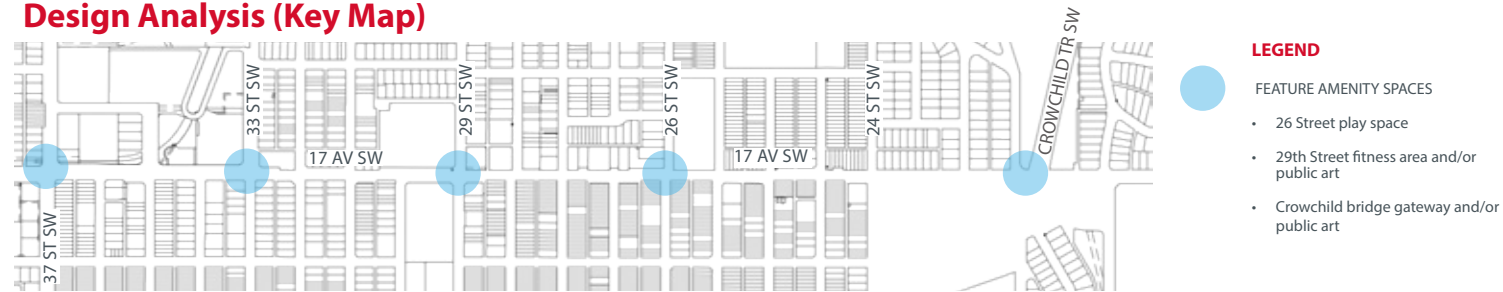 Design Analysis (Key Map)
37 ST SW
33 ST SW
17 AV SW
29 ST SW
26 ST SW
17 AV SW
24 ST SW
CROWCHILD TR SW
LEGEND
FEATURE AMENITY SPACES
• 26 Street play space
• 29th Street fitness area and/or
public art
• Crowchild bridge gateway and/or
public art